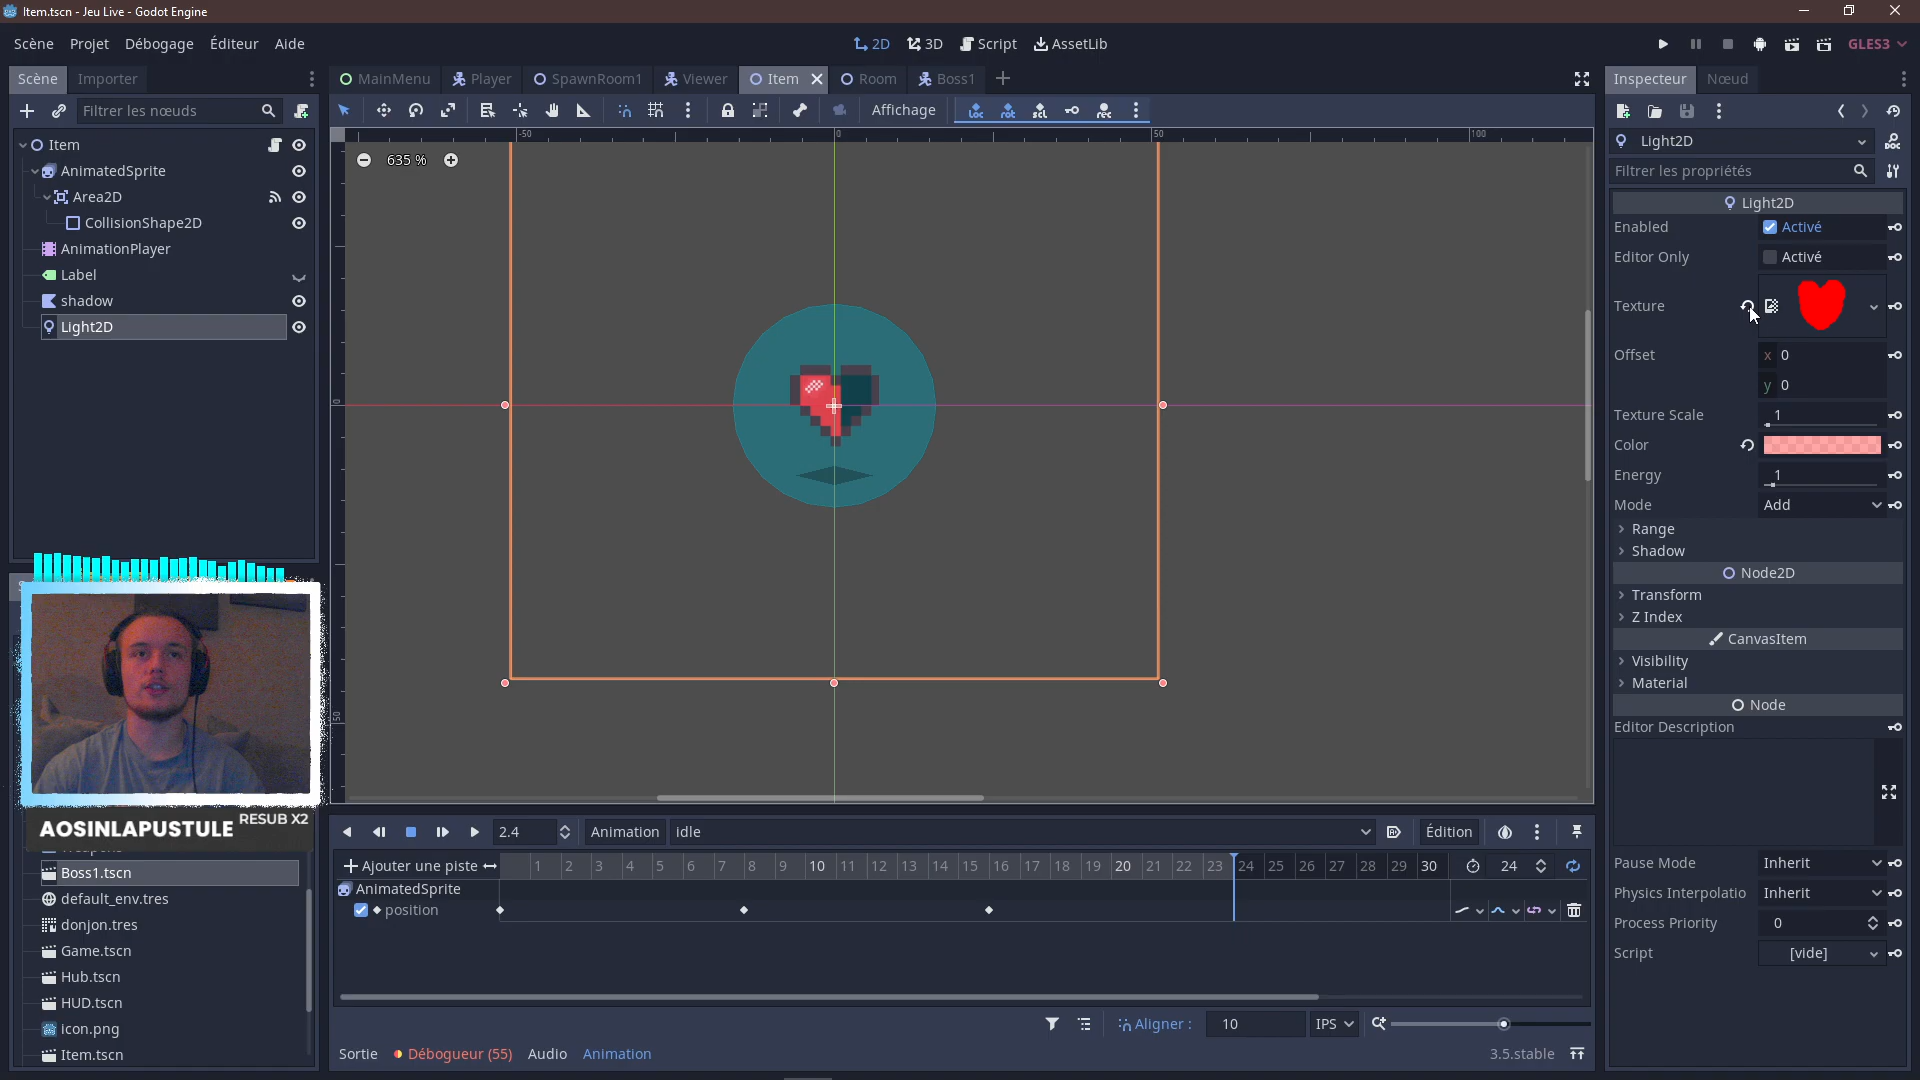 Item.tscn - Jeu Live - Godot Engine
Scène Projet Débogage Éditeur Aide
2D 3D Script AssetLib
GLES3
Scène Importer
MainMenu Player SpawnRoom1 Viewer Item Room Boss1
Inspecteur Nœud
Filtrer les nœuds
Affichage
Item
AnimatedSprite
Area2D
CollisionShape2D
AnimationPlayer
Label
shadow
Light2D
-50 0 50 100
635 %
0
50
Light2D
Filtrer les propriétés
Light2D
Enabled Activé
Editor Only Activé
Texture
Offset x 0
y 0
Texture Scale 1
Color
Energy 1
Mode Add
Range
Shadow
Node2D
Transform
Z Index
CanvasItem
Visibility
Material
Node
Editor Description
Pause Mode Inherit
Physics Interpolatio Inherit
Process Priority 0
Script [vide]
AOSINLAPUSTULE RESUB X2
Boss1.tscn
default_env.tres
donjon.tres
Game.tscn
Hub.tscn
HUD.tscn
icon.png
Item.tscn
2.4 Animation idle Édition
Ajouter une piste 1 2 3 4 5 6 7 8 9 10 11 12 13 14 15 16 17 18 19 20 21 22 23 24 25 26 27 28 29 30 24
AnimatedSprite
position
Aligner : 10 IPS
Sortie Débogueur (55) Audio Animation
3.5.stable